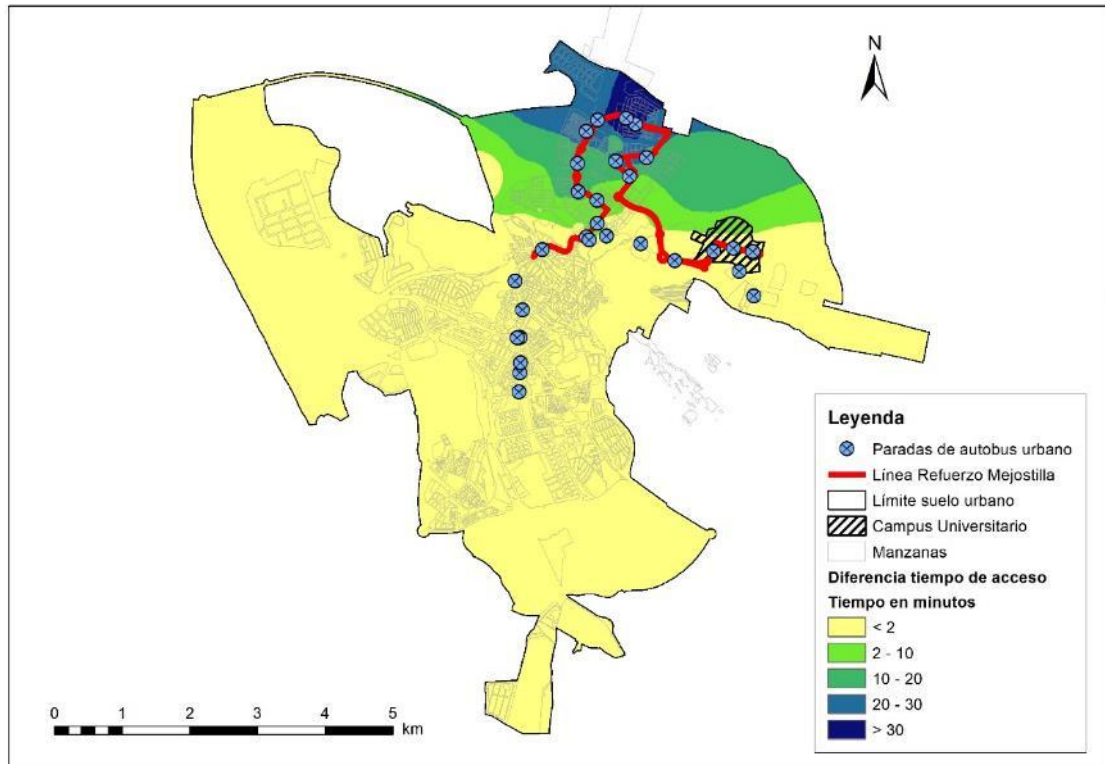 N
Leyenda
Paradas de autobus urbano
Línea Refuerzo Mejostilla
Límite suelo urbano
Campus Universitario
Manzanas
Diferencia tiempo de acceso
Tiempo en minutos
< 2
2 - 10
10 - 20
20 - 30
> 30
0 1 2 3 4 5
km